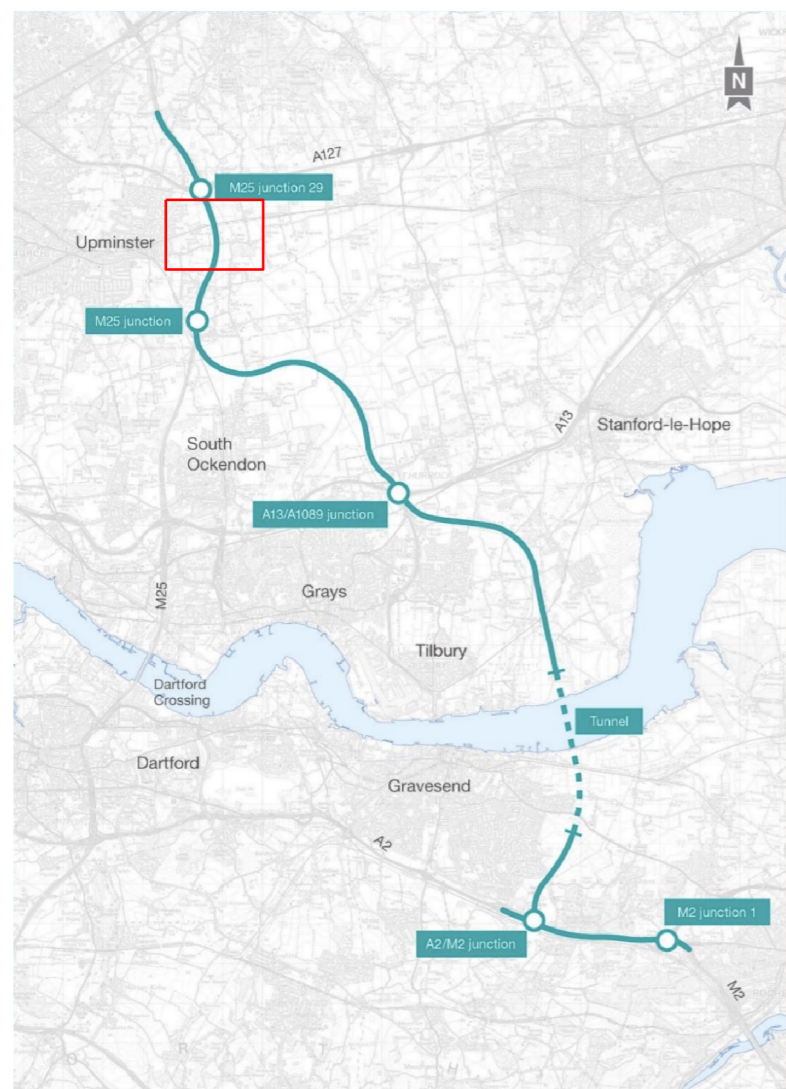 N
A127
M25 junction 29
Upminster
M25 junction
A13
Stanford-le-Hope
South
Ockendon
A13/A1089 junction
M25
Grays
Tilbury
Dartford
Crossing
Tunnel
Dartford
Gravesend
A2
M2 junction 1
A2/M2 junction
M2